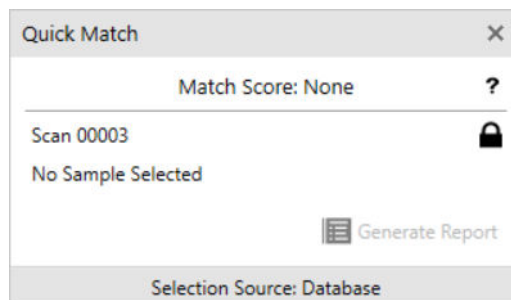 Quick Match
Match Score: None ?
Scan 00003
No Sample Selected
Generate Report
Selection Source: Database